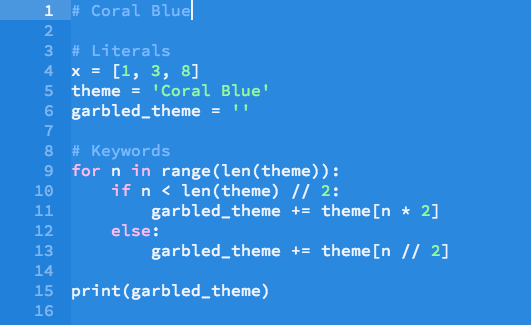 1 # Coral Blue
2
3 # Literals
4 x = [1, 3, 8]
5 theme = 'Coral Blue'
6 garbled_theme = ''
7
8 # Keywords
9 for n in range(len(theme)):
10     if n < len(theme) // 2:
11         garbled_theme += theme[n * 2]
12     else:
13         garbled_theme += theme[n // 2]
14
15 print(garbled_theme)
16